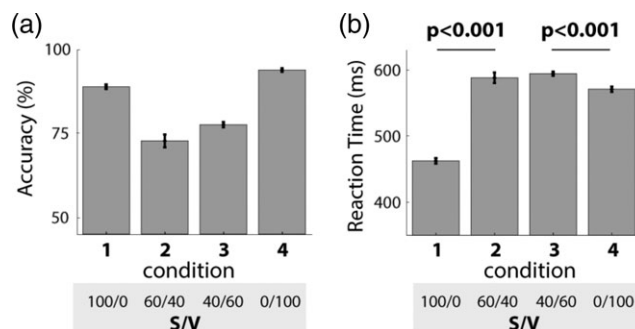 (a)
100
75
50
Accuracy (%)
1 2 3 4
condition
100/0 60/40 40/60 0/100
S/V
(b)
p<0.001 p<0.001
600
500
400
Reaction Time (ms)
1 2 3 4
condition
100/0 60/40 40/60 0/100
S/V